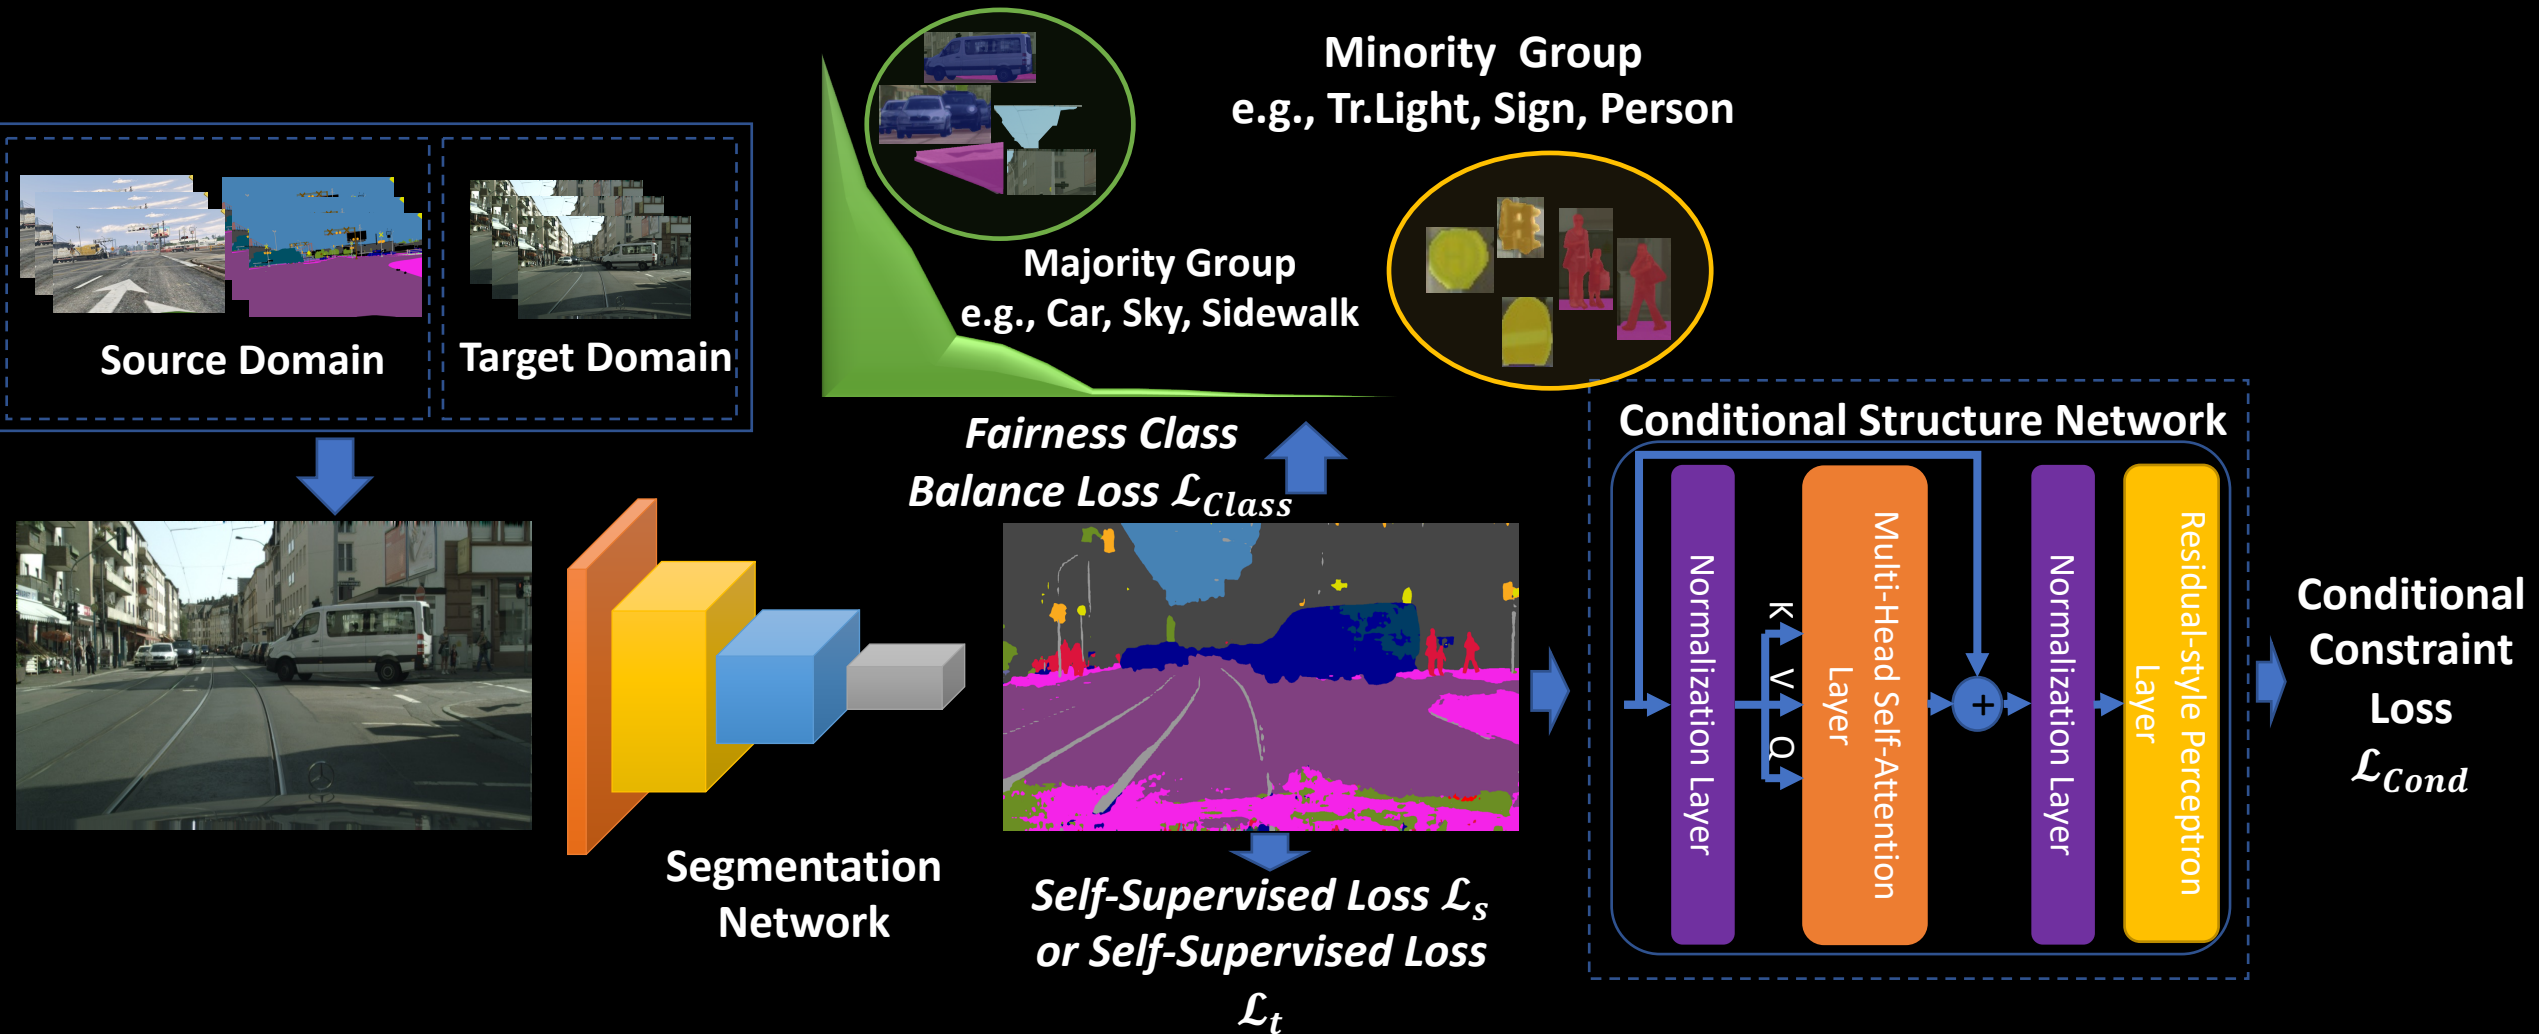 Minority Group
e.g., Tr.Light, Sign, Person
Majority Group
e.g., Car, Sky, Sidewalk
Source Domain
Target Domain
Fairness Class
Balance Loss ℒ_Class
Segmentation
Network
Self-Supervised Loss ℒ_s
or Self-Supervised Loss
ℒ_t
Conditional Structure Network
Normalization Layer
K
V
Q
Multi-Head Self-Attention
Layer
+
Normalization Layer
Residual-style Perceptron
Layer
Conditional
Constraint
Loss
ℒ_Cond